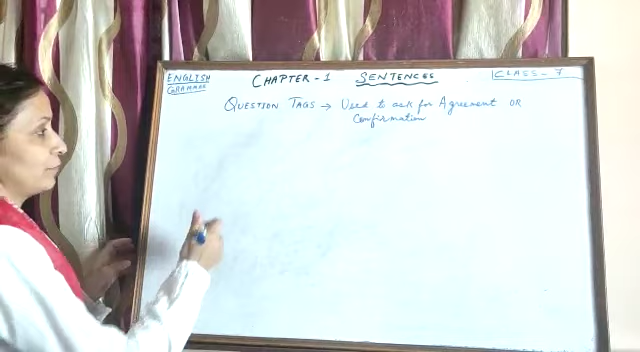 ENGLISH
GRAMMAR
CHAPTER-1 SENTENCES
CLASS-7
QUESTION TAGS → Used to ask for Agreement OR
Confirmation